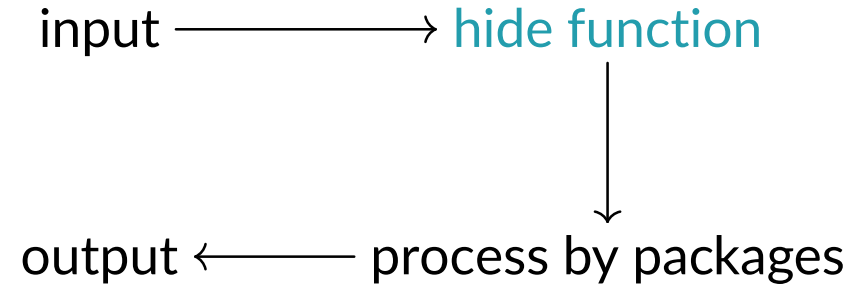 input
hide function
output
process by packages